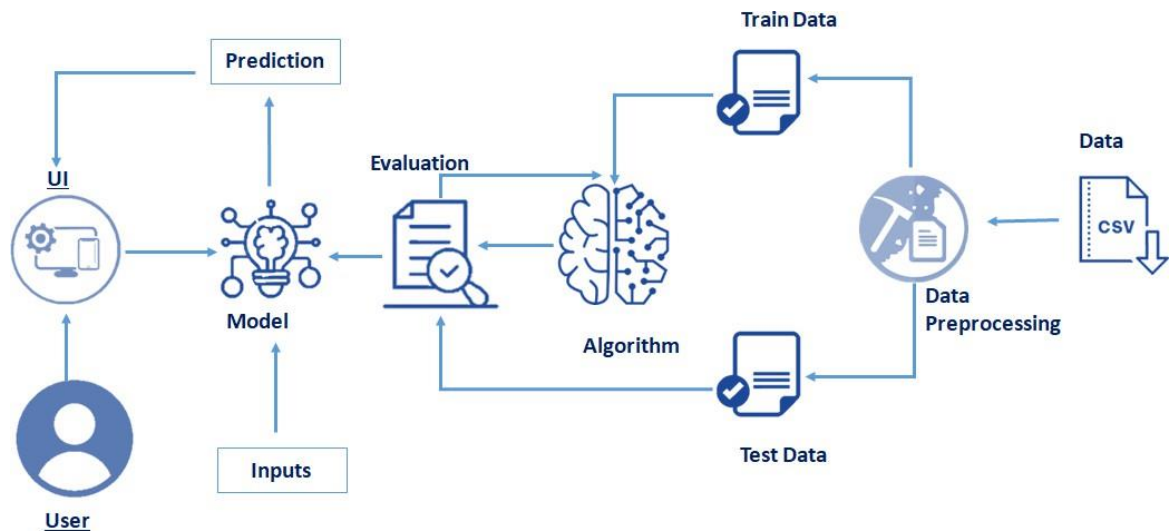 Train Data
Prediction
Data
Evaluation
UI
CSV
Data
Preprocessing
Model
Algorithm
Inputs
Test Data
User